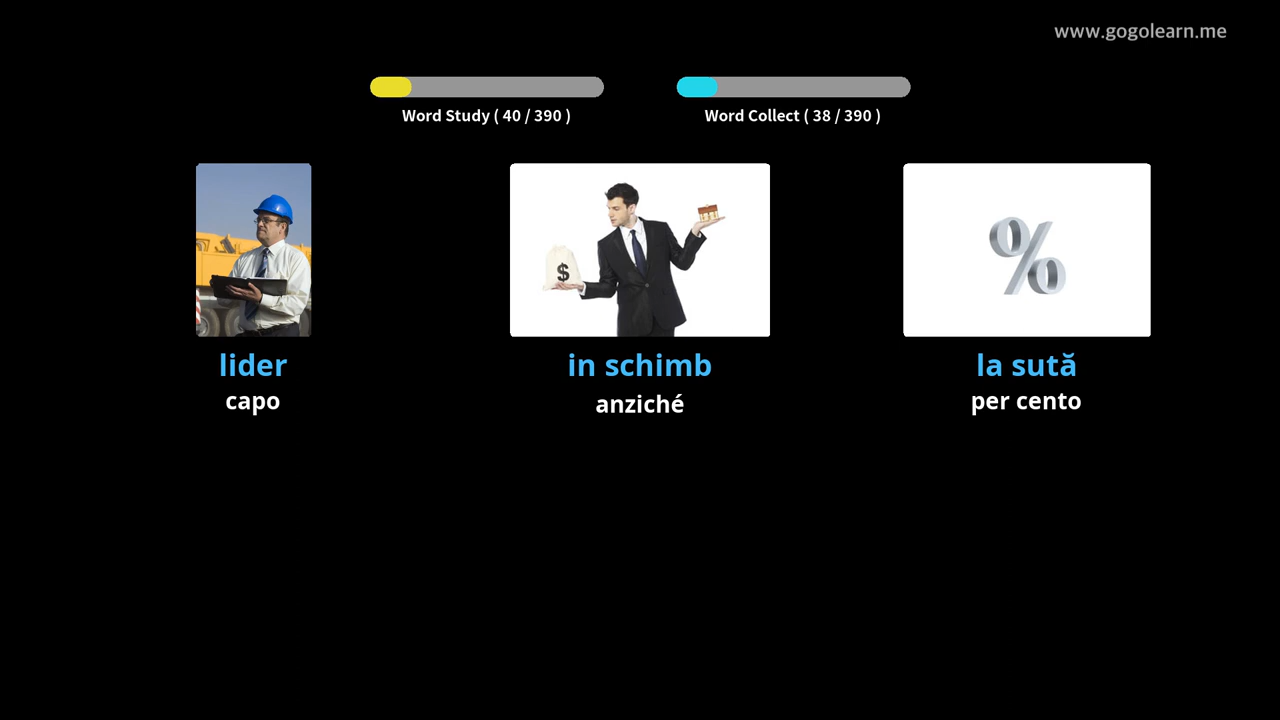 www.gogolearn.me
Word Study ( 40 / 390 )
Word Collect ( 38 / 390 )
$
%
lider
in schimb
la sută
capo
anziché
per cento